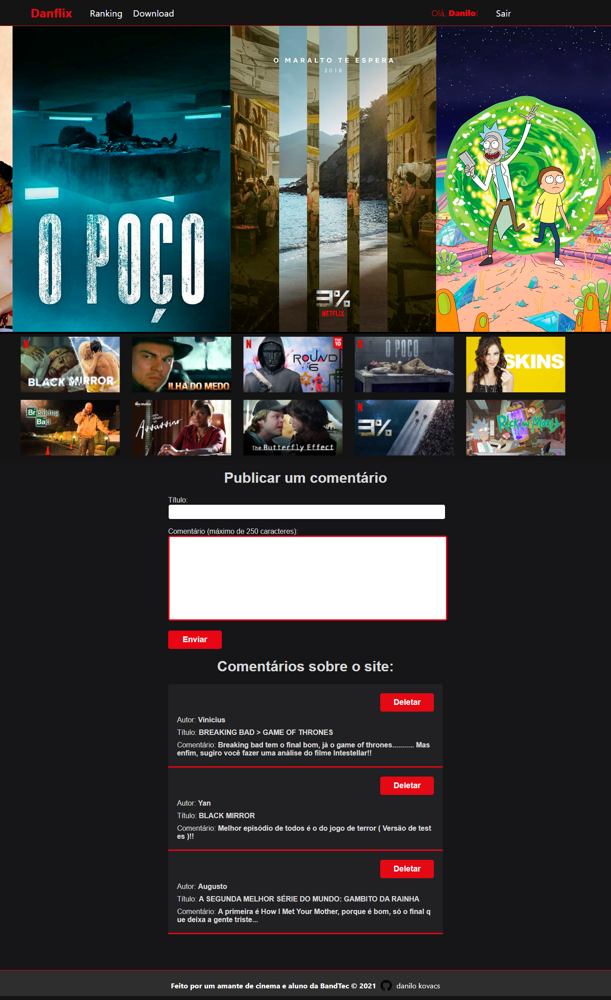 Danflix
Ranking
Download
Olá, Danilo!
Sair
O MARALTO TE ESPERA
2018
O POÇO
3%
NETFLIX
N
BLACK MIRROR
ILHA DO MEDO
N
TOP
10
ROUND
6
N
O POÇO
SKINS
Breaking
Bad
abc studios
como
defender
um
Assassino
The Butterfly Effect
N
3%
Rick and Morty
Publicar um comentário
Título:
Comentário (máximo de 250 caracteres):
Enviar
Comentários sobre o site:
Deletar
Autor: Vinicius
Título: BREAKING BAD > GAME OF THRONES
Comentário: Breaking bad tem o final bom, já o game of thrones........... Mas
enfim, sugiro você fazer uma análise do filme Intestellar!!
Deletar
Autor: Yan
Título: BLACK MIRROR
Comentário: Melhor episódio de todos é o do jogo de terror ( Versão de test
es )!!
Deletar
Autor: Augusto
Título: A SEGUNDA MELHOR SÉRIE DO MUNDO: GAMBITO DA RAINHA
Comentário: A primeira é How I Met Your Mother, porque é bom, só o final q
ue deixa a gente triste...
Feito por um amante de cinema e aluno da BandTec © 2021
danilo kovacs